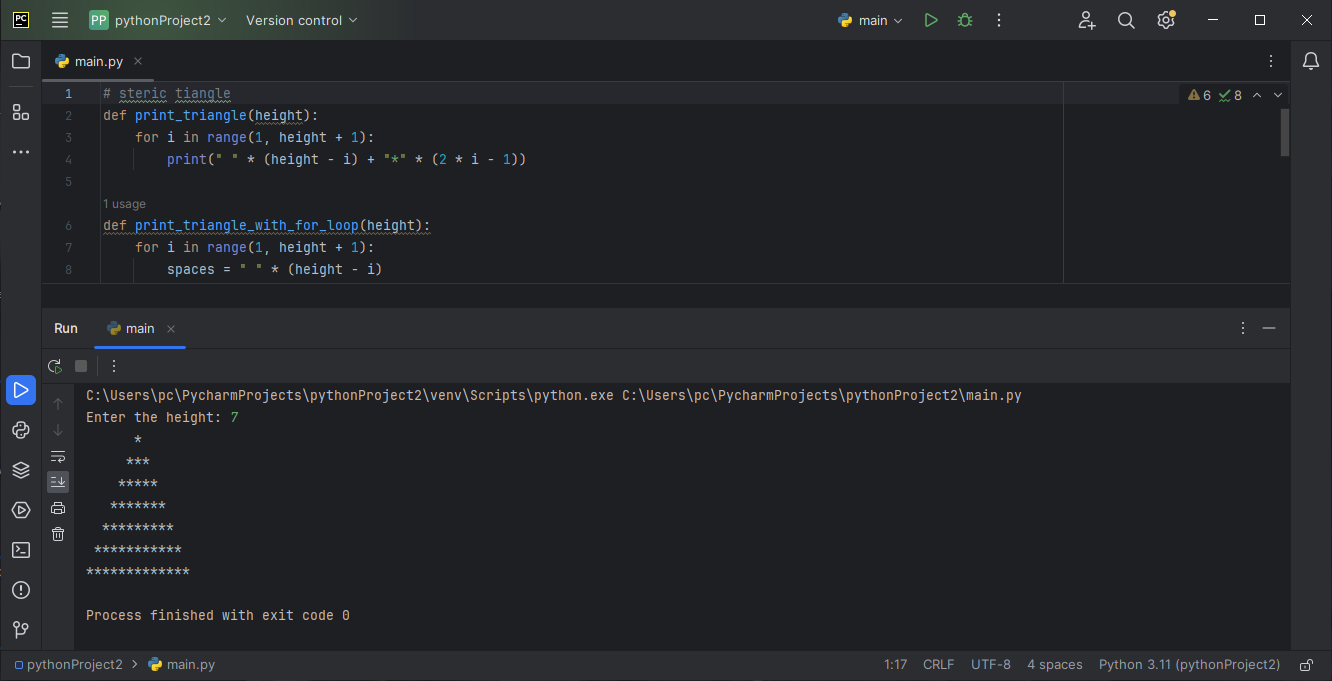 PC PP pythonProject2 Version control main
main.py
1 # steric tiangle 6 8
2 def print_triangle(height):
3     for i in range(1, height + 1):
4         print(" " * (height - i) + "*" * (2 * i - 1))
5
1 usage
6 def print_triangle_with_for_loop(height):
7     for i in range(1, height + 1):
8         spaces = " " * (height - i)
Run main
C:\Users\pc\PycharmProjects\pythonProject2\venv\Scripts\python.exe C:\Users\pc\PycharmProjects\pythonProject2\main.py
Enter the height: 7
      *
     ***
    *****
   *******
  *********
 ***********
*************
Process finished with exit code 0
pythonProject2 > main.py 1:17 CRLF UTF-8 4 spaces Python 3.11 (pythonProject2)